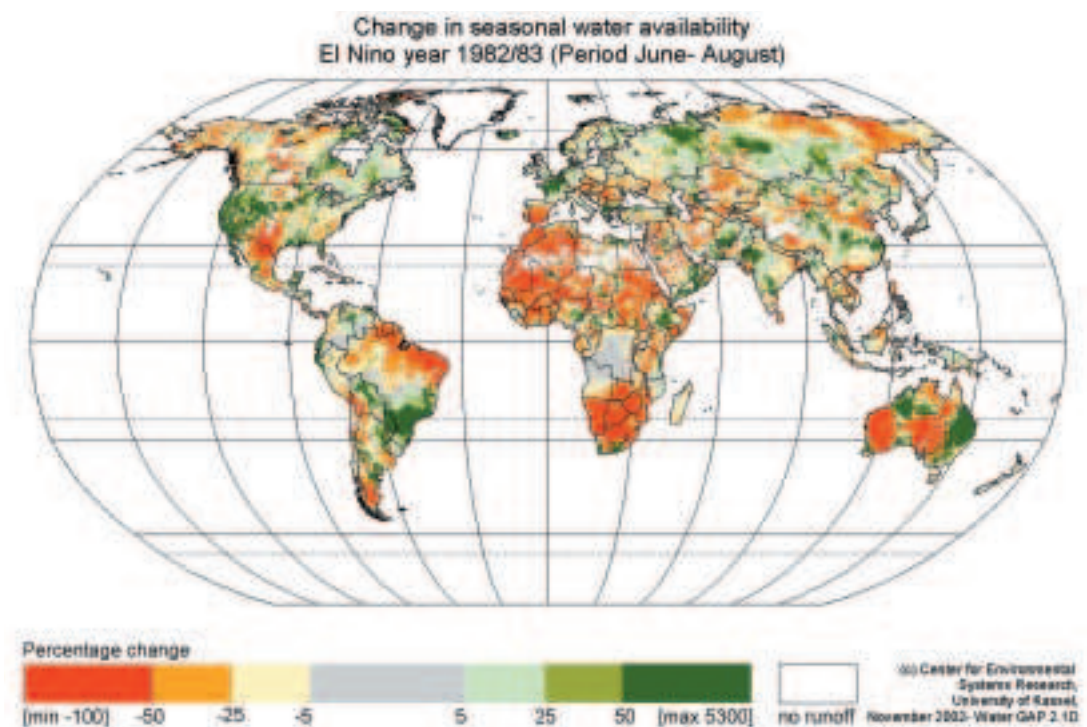 Change in seasonal water availability
El Nino year 1982/83 (Period June- August)
Percentage change
[min -100] -50 -25 -5 5 25 50 [max 5300] no runoff
(c) Center for Environmental
Systems Research,
University of Kassel,
November 2002- Water GAP 2.1D